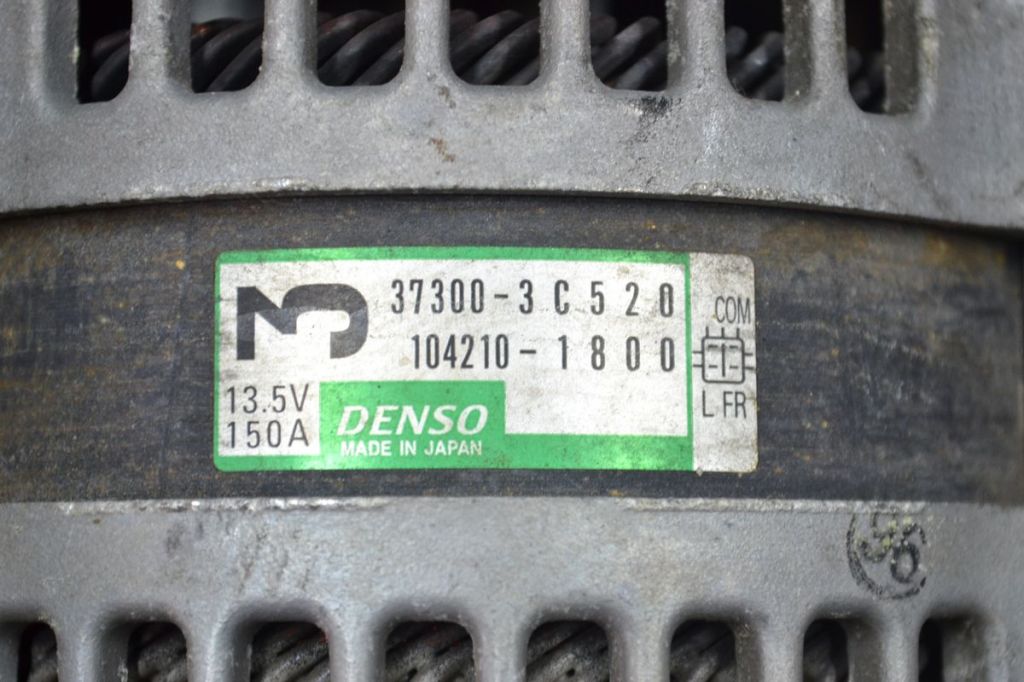 37300-3C520
104210-1800
13.5V
150A
DENSO
MADE IN JAPAN
COM
L FR